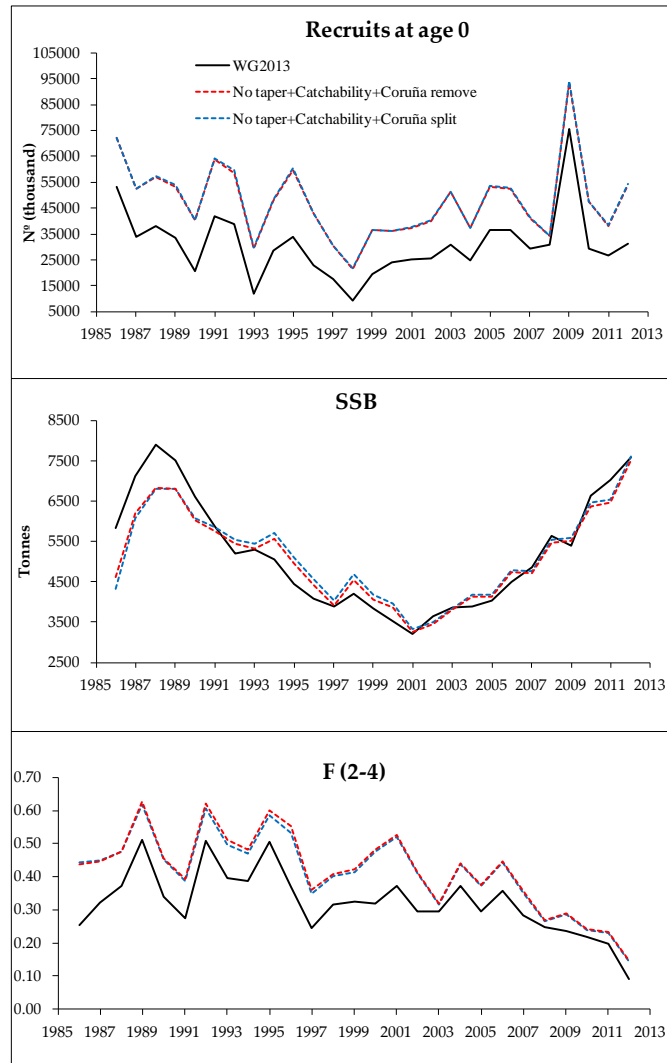 Recruits at age 0
105000
95000
85000
75000
65000
55000
45000
35000
25000
15000
5000
Nº (thousand)
WG2013
No taper+Catchability+Coruña remove
No taper+Catchability+Coruña split
1985 1987 1989 1991 1993 1995 1997 1999 2001 2003 2005 2007 2009 2011 2013
SSB
8500
7500
6500
5500
4500
3500
2500
Tonnes
1985 1987 1989 1991 1993 1995 1997 1999 2001 2003 2005 2007 2009 2011 2013
F (2-4)
0.70
0.60
0.50
0.40
0.30
0.20
0.10
0.00
1985 1987 1989 1991 1993 1995 1997 1999 2001 2003 2005 2007 2009 2011 2013